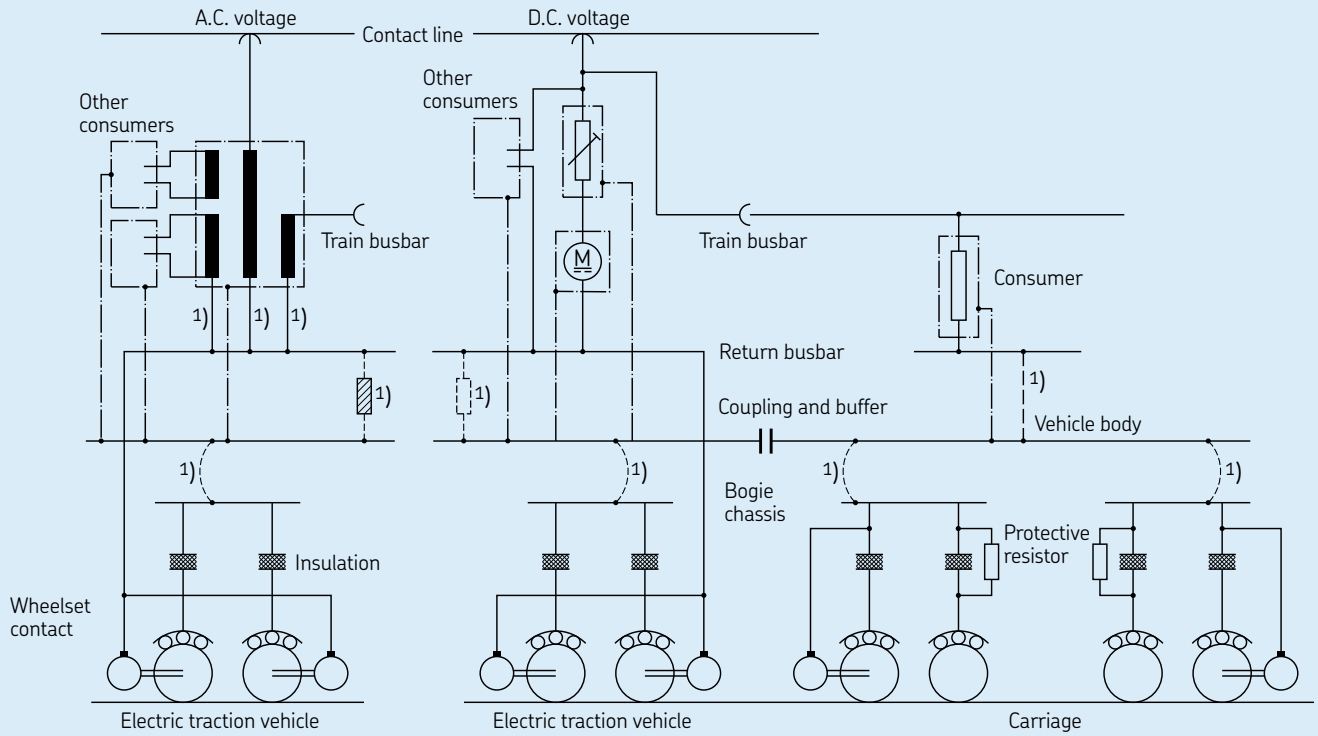 A.C. voltage
D.C. voltage
Contact line
Other
consumers
Other
consumers
Train busbar
Train busbar
M
Consumer
1)
1)
1)
Return busbar
1)
1)
1)
Coupling and buffer
Vehicle body
1)
1)
1)
1)
Bogie
chassis
Insulation
Protective
resistor
Wheelset
contact
Electric traction vehicle
Electric traction vehicle
Carriage